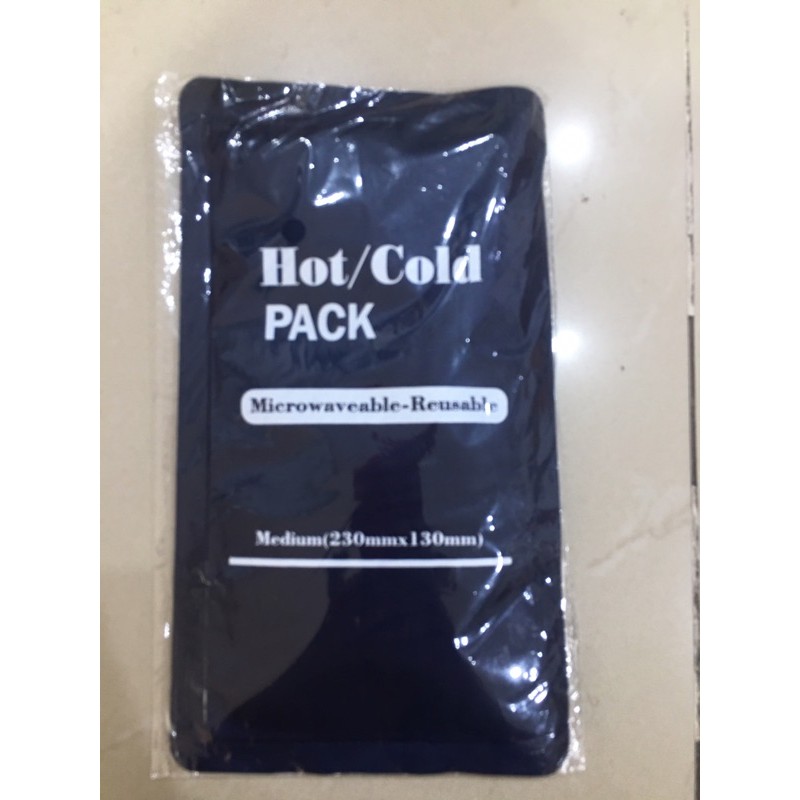 Hot/Cold
PACK
Microwaveable-Reusable
Medium(230mmx130mm)